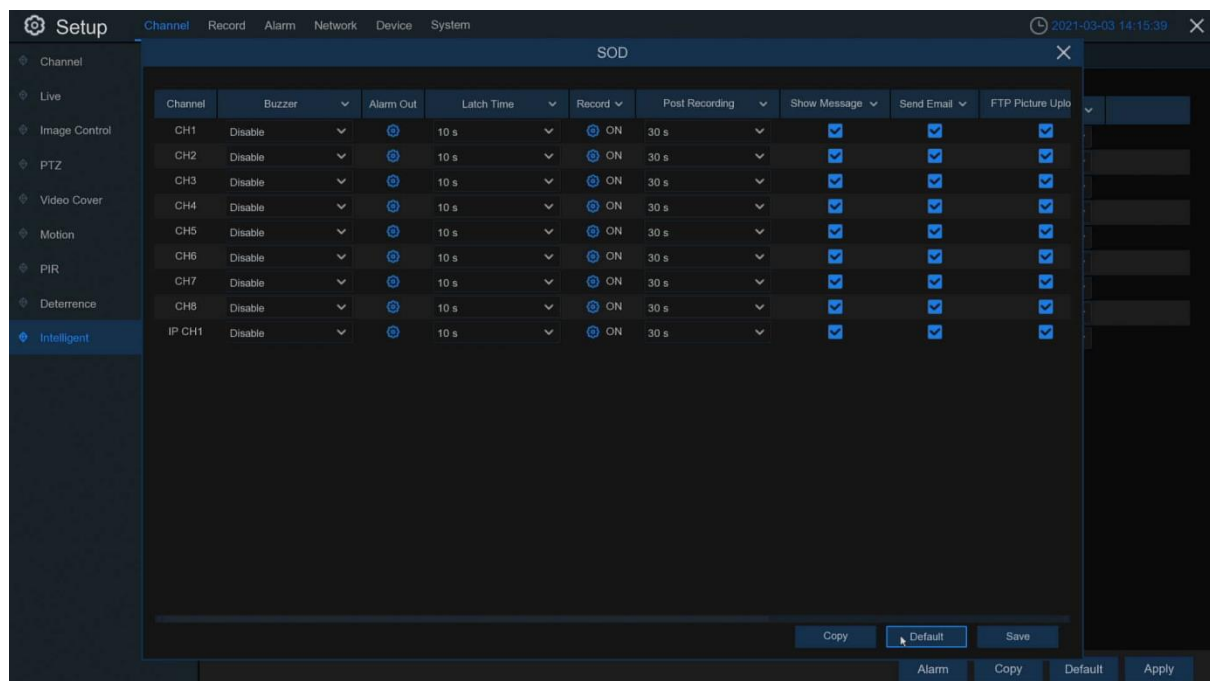 Setup Channel Record Alarm Network Device System 2021-03-03 14:15:39
SOD
Channel
Live
Image Control
PTZ
Video Cover
Motion
PIR
Deterrence
Intelligent
Channel Buzzer Alarm Out Latch Time Record Post Recording Show Message Send Email FTP Picture Uplo
CH1 Disable 10 s ON 30 s
CH2 Disable 10 s ON 30 s
CH3 Disable 10 s ON 30 s
CH4 Disable 10 s ON 30 s
CH5 Disable 10 s ON 30 s
CH6 Disable 10 s ON 30 s
CH7 Disable 10 s ON 30 s
CH8 Disable 10 s ON 30 s
IP CH1 Disable 10 s ON 30 s
Copy Default Save
Alarm Copy Default Apply